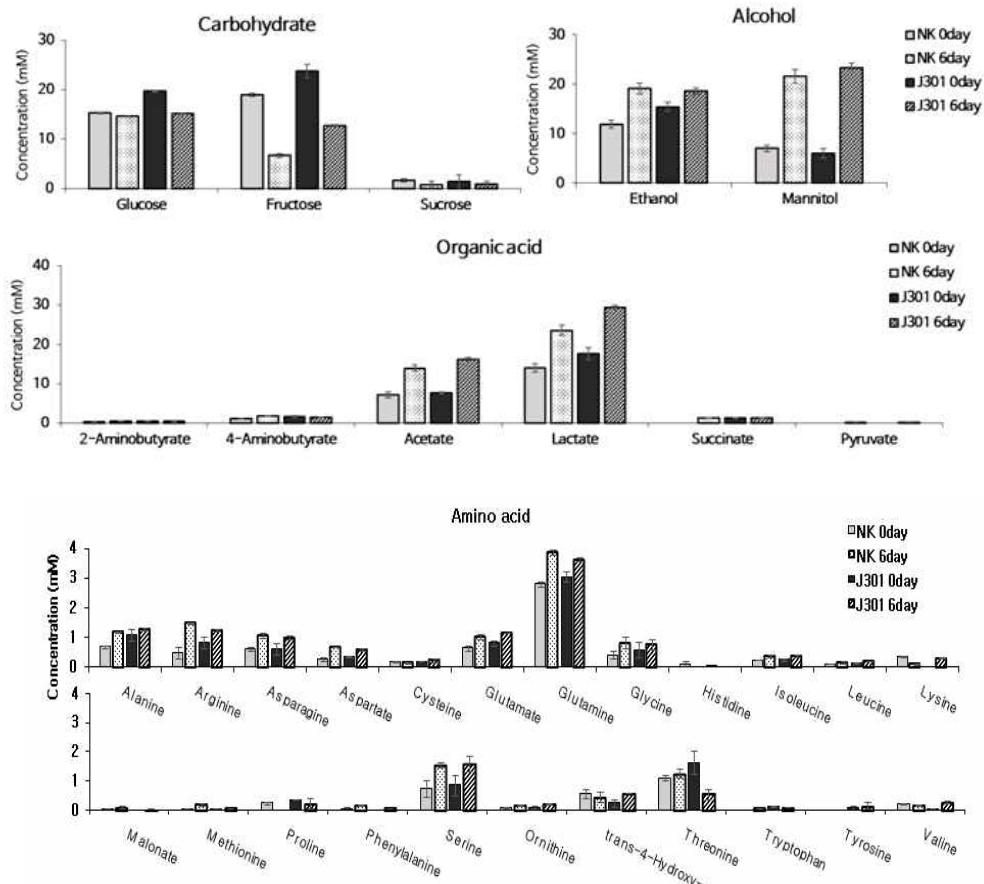 Carbohydrate
Concentration (mM)
30
20
10
0
Glucose Fructose Sucrose
Alcohol
Concentration (mM)
30
20
10
0
Ethanol Mannitol
NK 0day
NK 6day
J301 0day
J301 6day
Organic acid
Concentration (mM)
40
30
20
10
0
2-Aminobutyrate 4-Aminobutyrate Acetate Lactate Succinate Pyruvate
NK 0day
NK 6day
J301 0day
J301 6day
Amino acid
Concentration (mM)
NK 0day
NK 6day
J301 0day
J301 6day
4
3
2
1
0
Alanine Arginine Asparagine Aspartate Cysteine Glutamate Glutamine Glycine Histidine Isoleucine Leucine Lysine
4
3
2
1
0
Malonate Methionine Proline Phenylalanine Serine Ornithine trans-4-Hydroxy- Threonine Tryptophan Tyrosine Valine